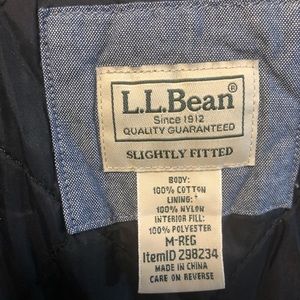 L.L.Bean®
Since 1912
QUALITY GUARANTEED
SLIGHTLY FITTED
BODY:
100% COTTON
LINING:
100% NYLON
INTERIOR FILL:
100% POLYESTER
M-REG
ItemID 298234
MADE IN CHINA
CARE ON REVERSE